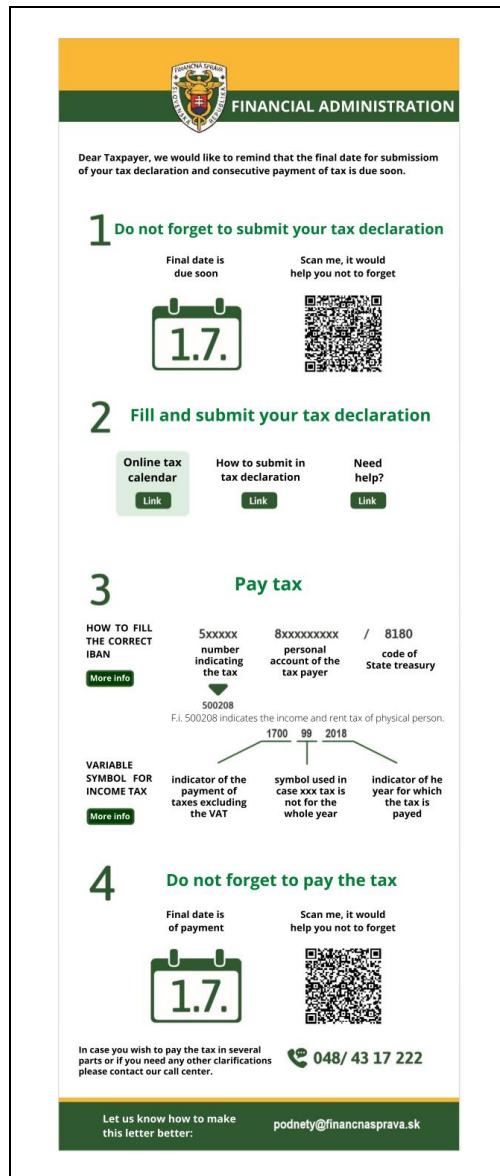 FINANČNÁ SPRÁVA
SLOVENSKÁ REPUBLIKA
FINANCIAL ADMINISTRATION
Dear Taxpayer, we would like to remind that the final date for submissiom
of your tax declaration and consecutive payment of tax is due soon.
1 Do not forget to submit your tax declaration
Final date is
due soon
1.7.
Scan me, it would
help you not to forget
2 Fill and submit your tax declaration
Online tax
calendar
Link
How to submit in
tax declaration
Link
Need
help?
Link
3 Pay tax
HOW TO FILL
THE CORRECT
IBAN
More info
5xxxxx 8xxxxxxxxx / 8180
number
indicating
the tax
personal
account of the
tax payer
code of
State treasury
500208
F.i. 500208 indicates the income and rent tax of physical person.
1700 99 2018
VARIABLE
SYMBOL FOR
INCOME TAX
More info
indicator of the
payment of
taxes excluding
the VAT
symbol used in
case xxx tax is
not for the
whole year
indicator of he
year for which
the tax is
payed
4 Do not forget to pay the tax
Final date is
of payment
1.7.
Scan me, it would
help you not to forget
In case you wish to pay the tax in several
parts or if you need any other clarifications
please contact our call center.
048/ 43 17 222
Let us know how to make
this letter better:
podnety@financnasprava.sk